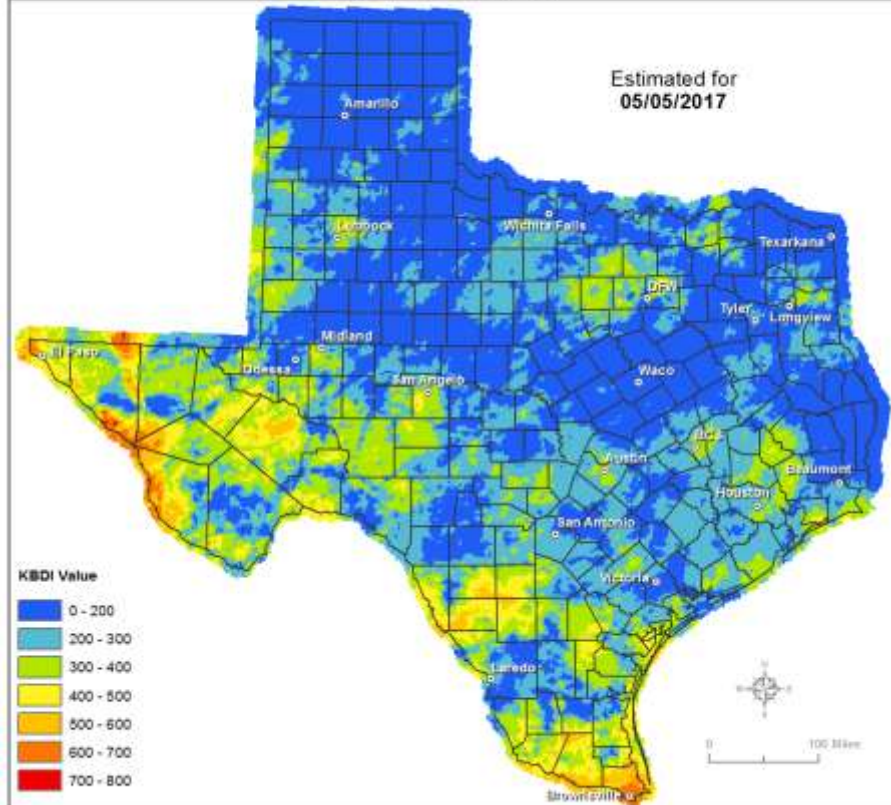 Estimated for
05/05/2017
Amarillo
Lubbock
Wichita Falls
Texarkana
DFW
Tyler
Longview
El Paso
Midland
Odessa
San Angelo
Waco
BCS
Austin
Beaumont
Houston
San Antonio
Victoria
Laredo
Brownsville
KBDI Value
0 - 200
200 - 300
300 - 400
400 - 500
500 - 600
600 - 700
700 - 800
0 100 Miles